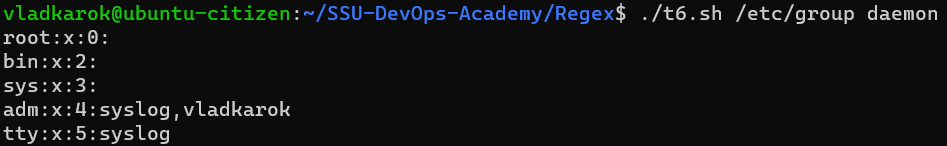 vladkarok@ubuntu-citizen:~/SSU-DevOps-Academy/Regex$ ./t6.sh /etc/group daemon
root:x:0:
bin:x:2:
sys:x:3:
adm:x:4:syslog,vladkarok
tty:x:5:syslog